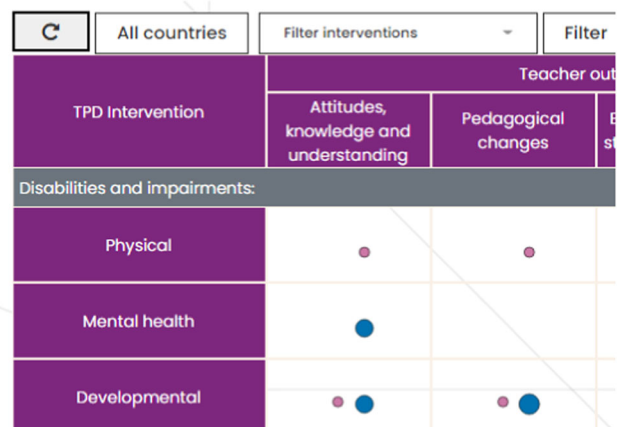 All countries
Filter interventions
Filter
TPD Intervention
Teacher out
Attitudes,
knowledge and
understanding
Pedagogical
changes
Disabilities and impairments:
Physical
Mental health
Developmental